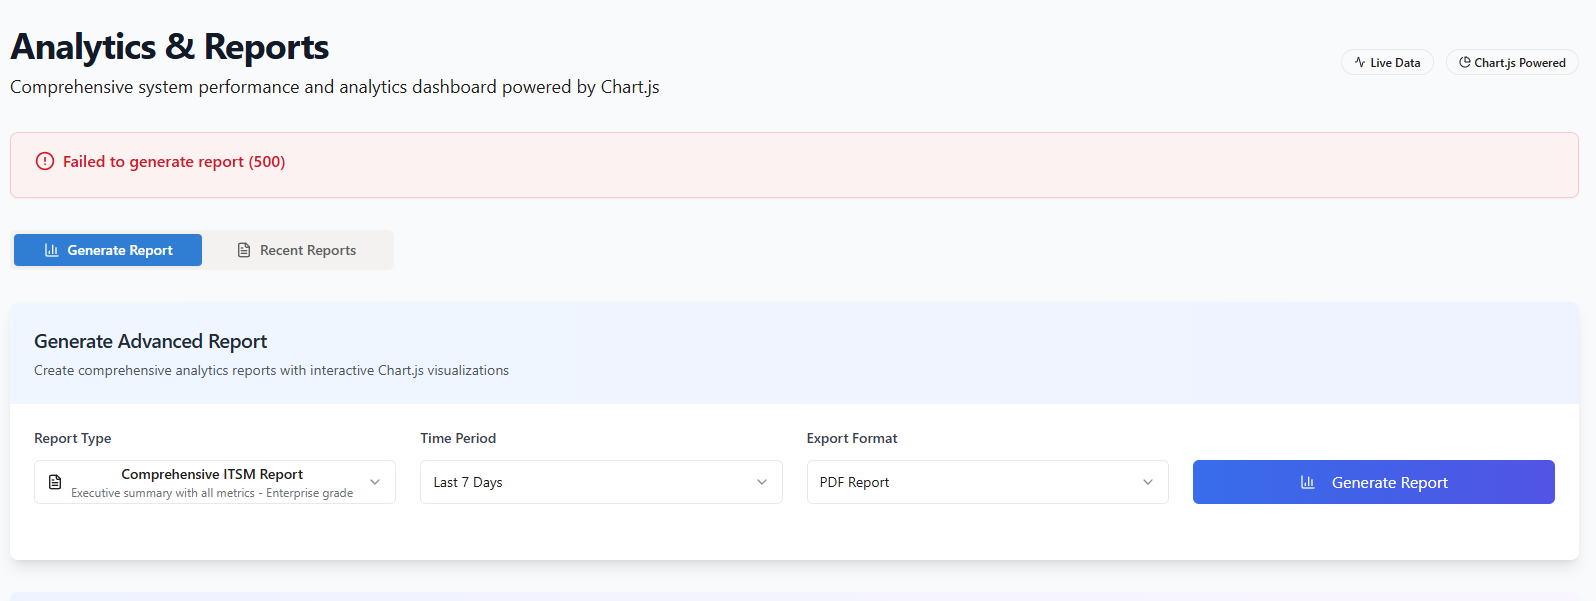 Analytics & Reports
Comprehensive system performance and analytics dashboard powered by Chart.js
Live Data
Chart.js Powered
Failed to generate report (500)
Generate Report
Recent Reports
Generate Advanced Report
Create comprehensive analytics reports with interactive Chart.js visualizations
Report Type
Time Period
Export Format
Comprehensive ITSM Report
Executive summary with all metrics - Enterprise grade
Last 7 Days
PDF Report
Generate Report